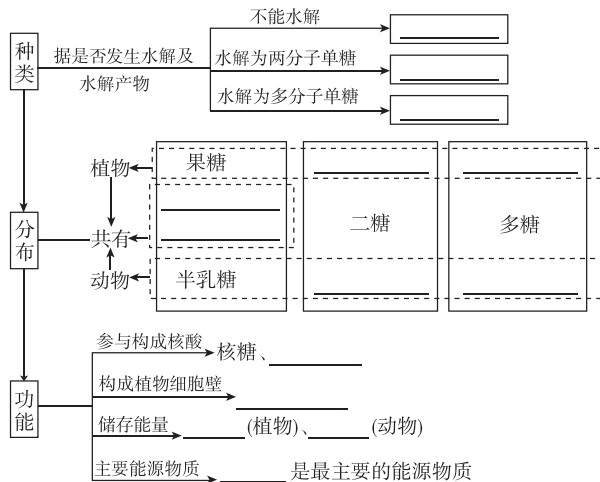 种类
据是否发生水解及
水解产物
不能水解
水解为两分子单糖
水解为多分子单糖
分布
植物
共有
动物
果糖
半乳糖
二糖
多糖
功能
参与构成核酸
核糖、
构成植物细胞壁
储存能量
(植物)、 (动物)
主要能源物质
是最主要的能源物质